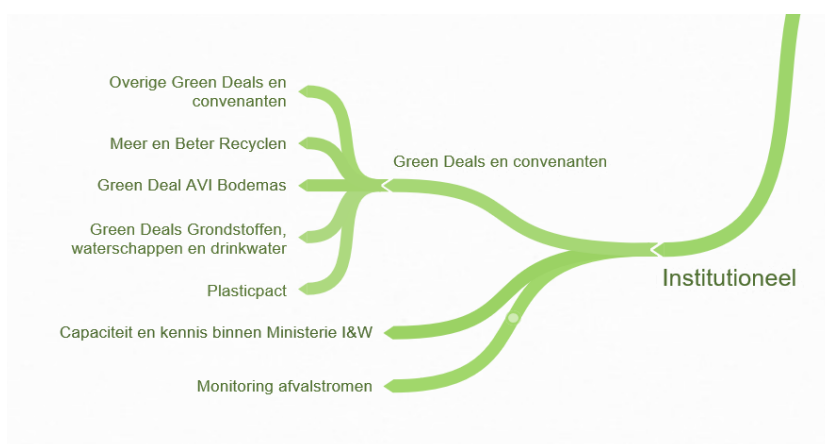 Overige Green Deals en
convenanten
Meer en Beter Recyclen
Green Deals en convenanten
Green Deal AVI Bodemas
Green Deals Grondstoffen,
waterschappen en drinkwater
Institutioneel
Plasticpact
Capaciteit en kennis binnen Ministerie I&W
Monitoring afvalstromen